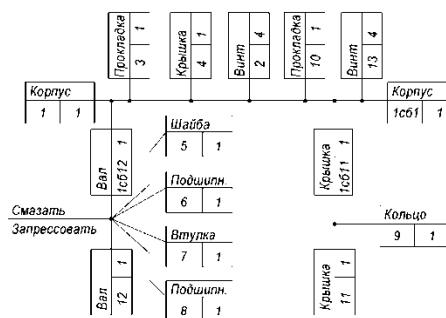 Прокладка 1
3
Крышка 1
4
Винт 4
2
Прокладка 1
10
Винт 4
13
Корпус
1 1
Корпус
1сб1 1
Вал 1
1сб12
Шайба
5 1
Крышка 1
1сб11
Подшипн.
6 1
Смазать
Запрессовать
Втулка
7 1
Кольцо
9 1
Вал 1
12
Подшипн.
8 1
Крышка 1
11